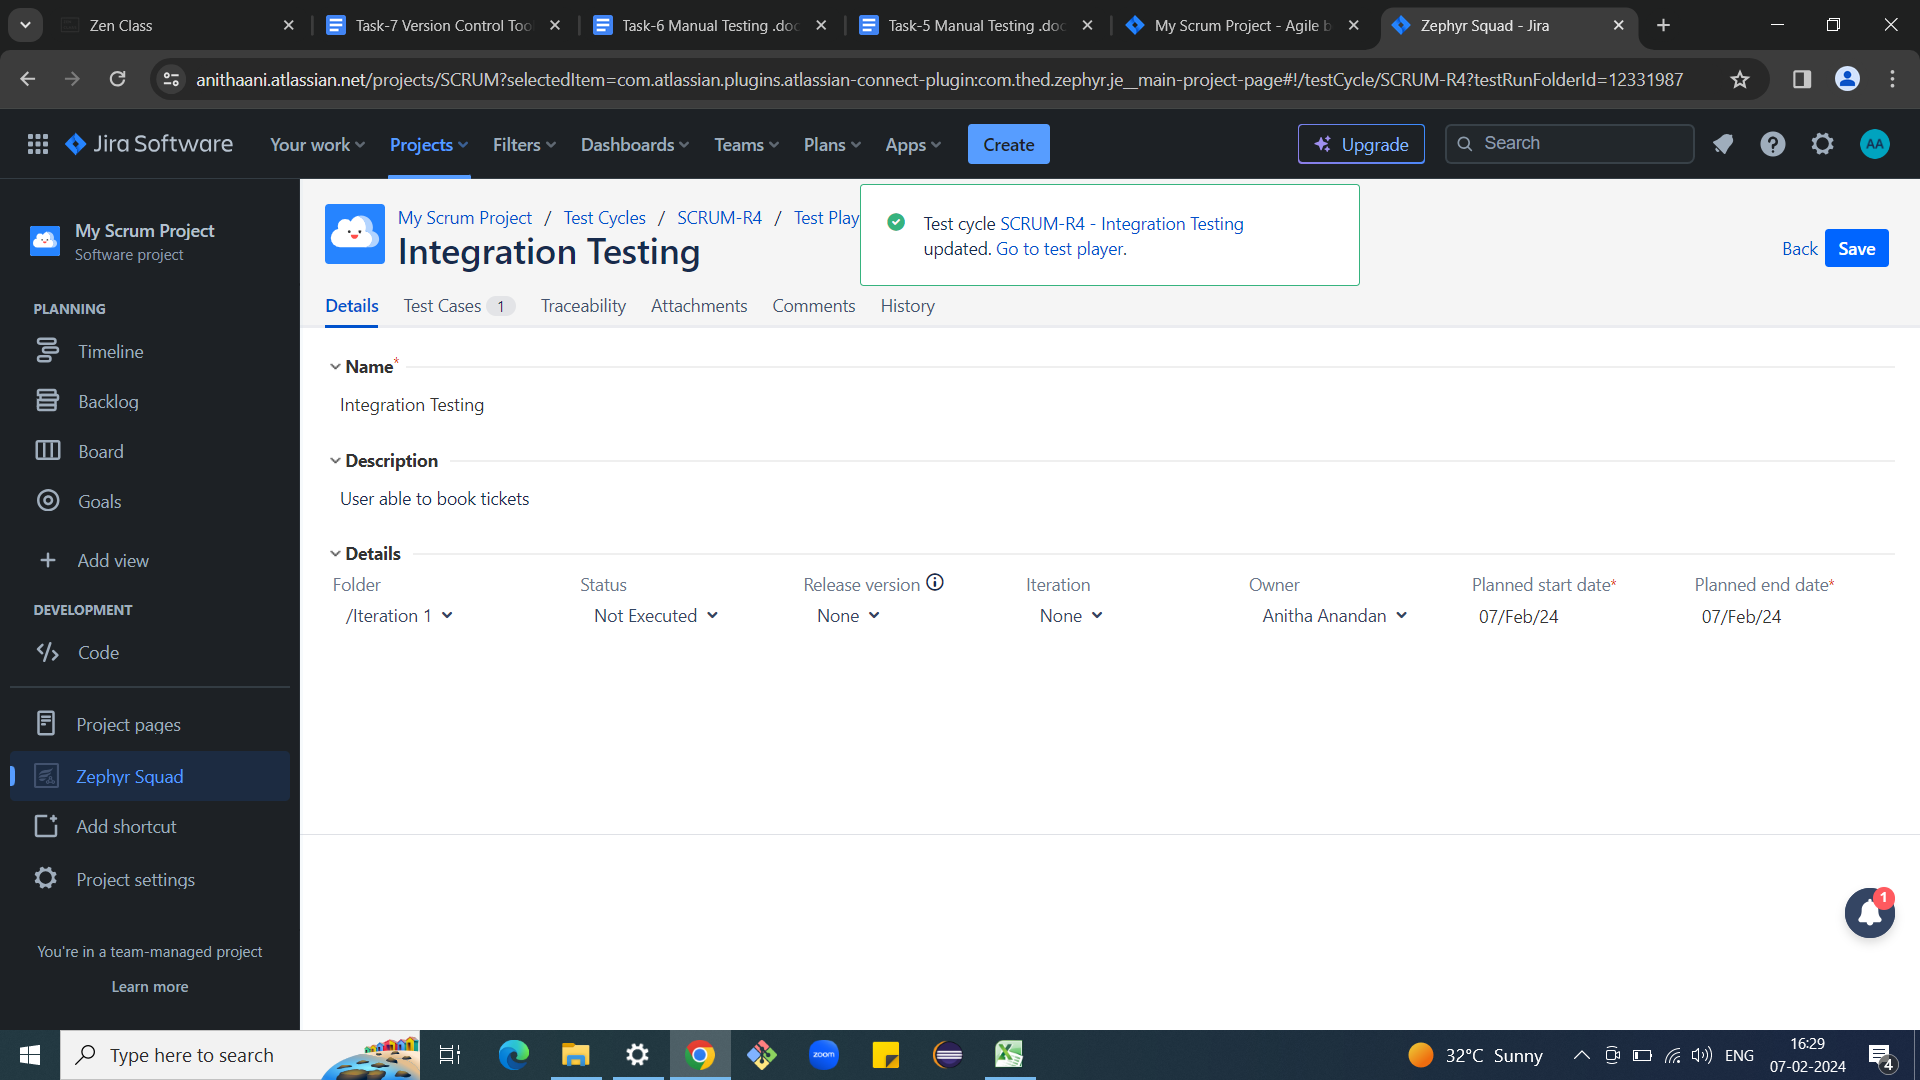 Zen Class
Task-7 Version Control Too
Task-6 Manual Testing .doc
Task-5 Manual Testing .doc
My Scrum Project - Agile b
Zephyr Squad - Jira
anithaani.atlassian.net/projects/SCRUM?selectedItem=com.atlassian.plugins.atlassian-connect-plugin:com.thed.zephyr.je__main-project-page#!/testCycle/SCRUM-R4?testRunFolderId=12331987
Jira Software
Your work
Projects
Filters
Dashboards
Teams
Plans
Apps
Create
Upgrade
Search
AA
My Scrum Project
Software project
PLANNING
Timeline
Backlog
Board
Goals
Add view
DEVELOPMENT
Code
Project pages
Zephyr Squad
Add shortcut
Project settings
You're in a team-managed project
Learn more
My Scrum Project / Test Cycles / SCRUM-R4 / Test Play
Integration Testing
Test cycle SCRUM-R4 - Integration Testing
updated. Go to test player.
Back
Save
Details
Test Cases 1
Traceability
Attachments
Comments
History
Name*
Integration Testing
Description
User able to book tickets
Details
Folder
Status
Release version
Iteration
Owner
Planned start date*
Planned end date*
/Iteration 1
Not Executed
None
None
Anitha Anandan
07/Feb/24
07/Feb/24
1
Type here to search
zoom
32°C Sunny
ENG
16:29
07-02-2024
4